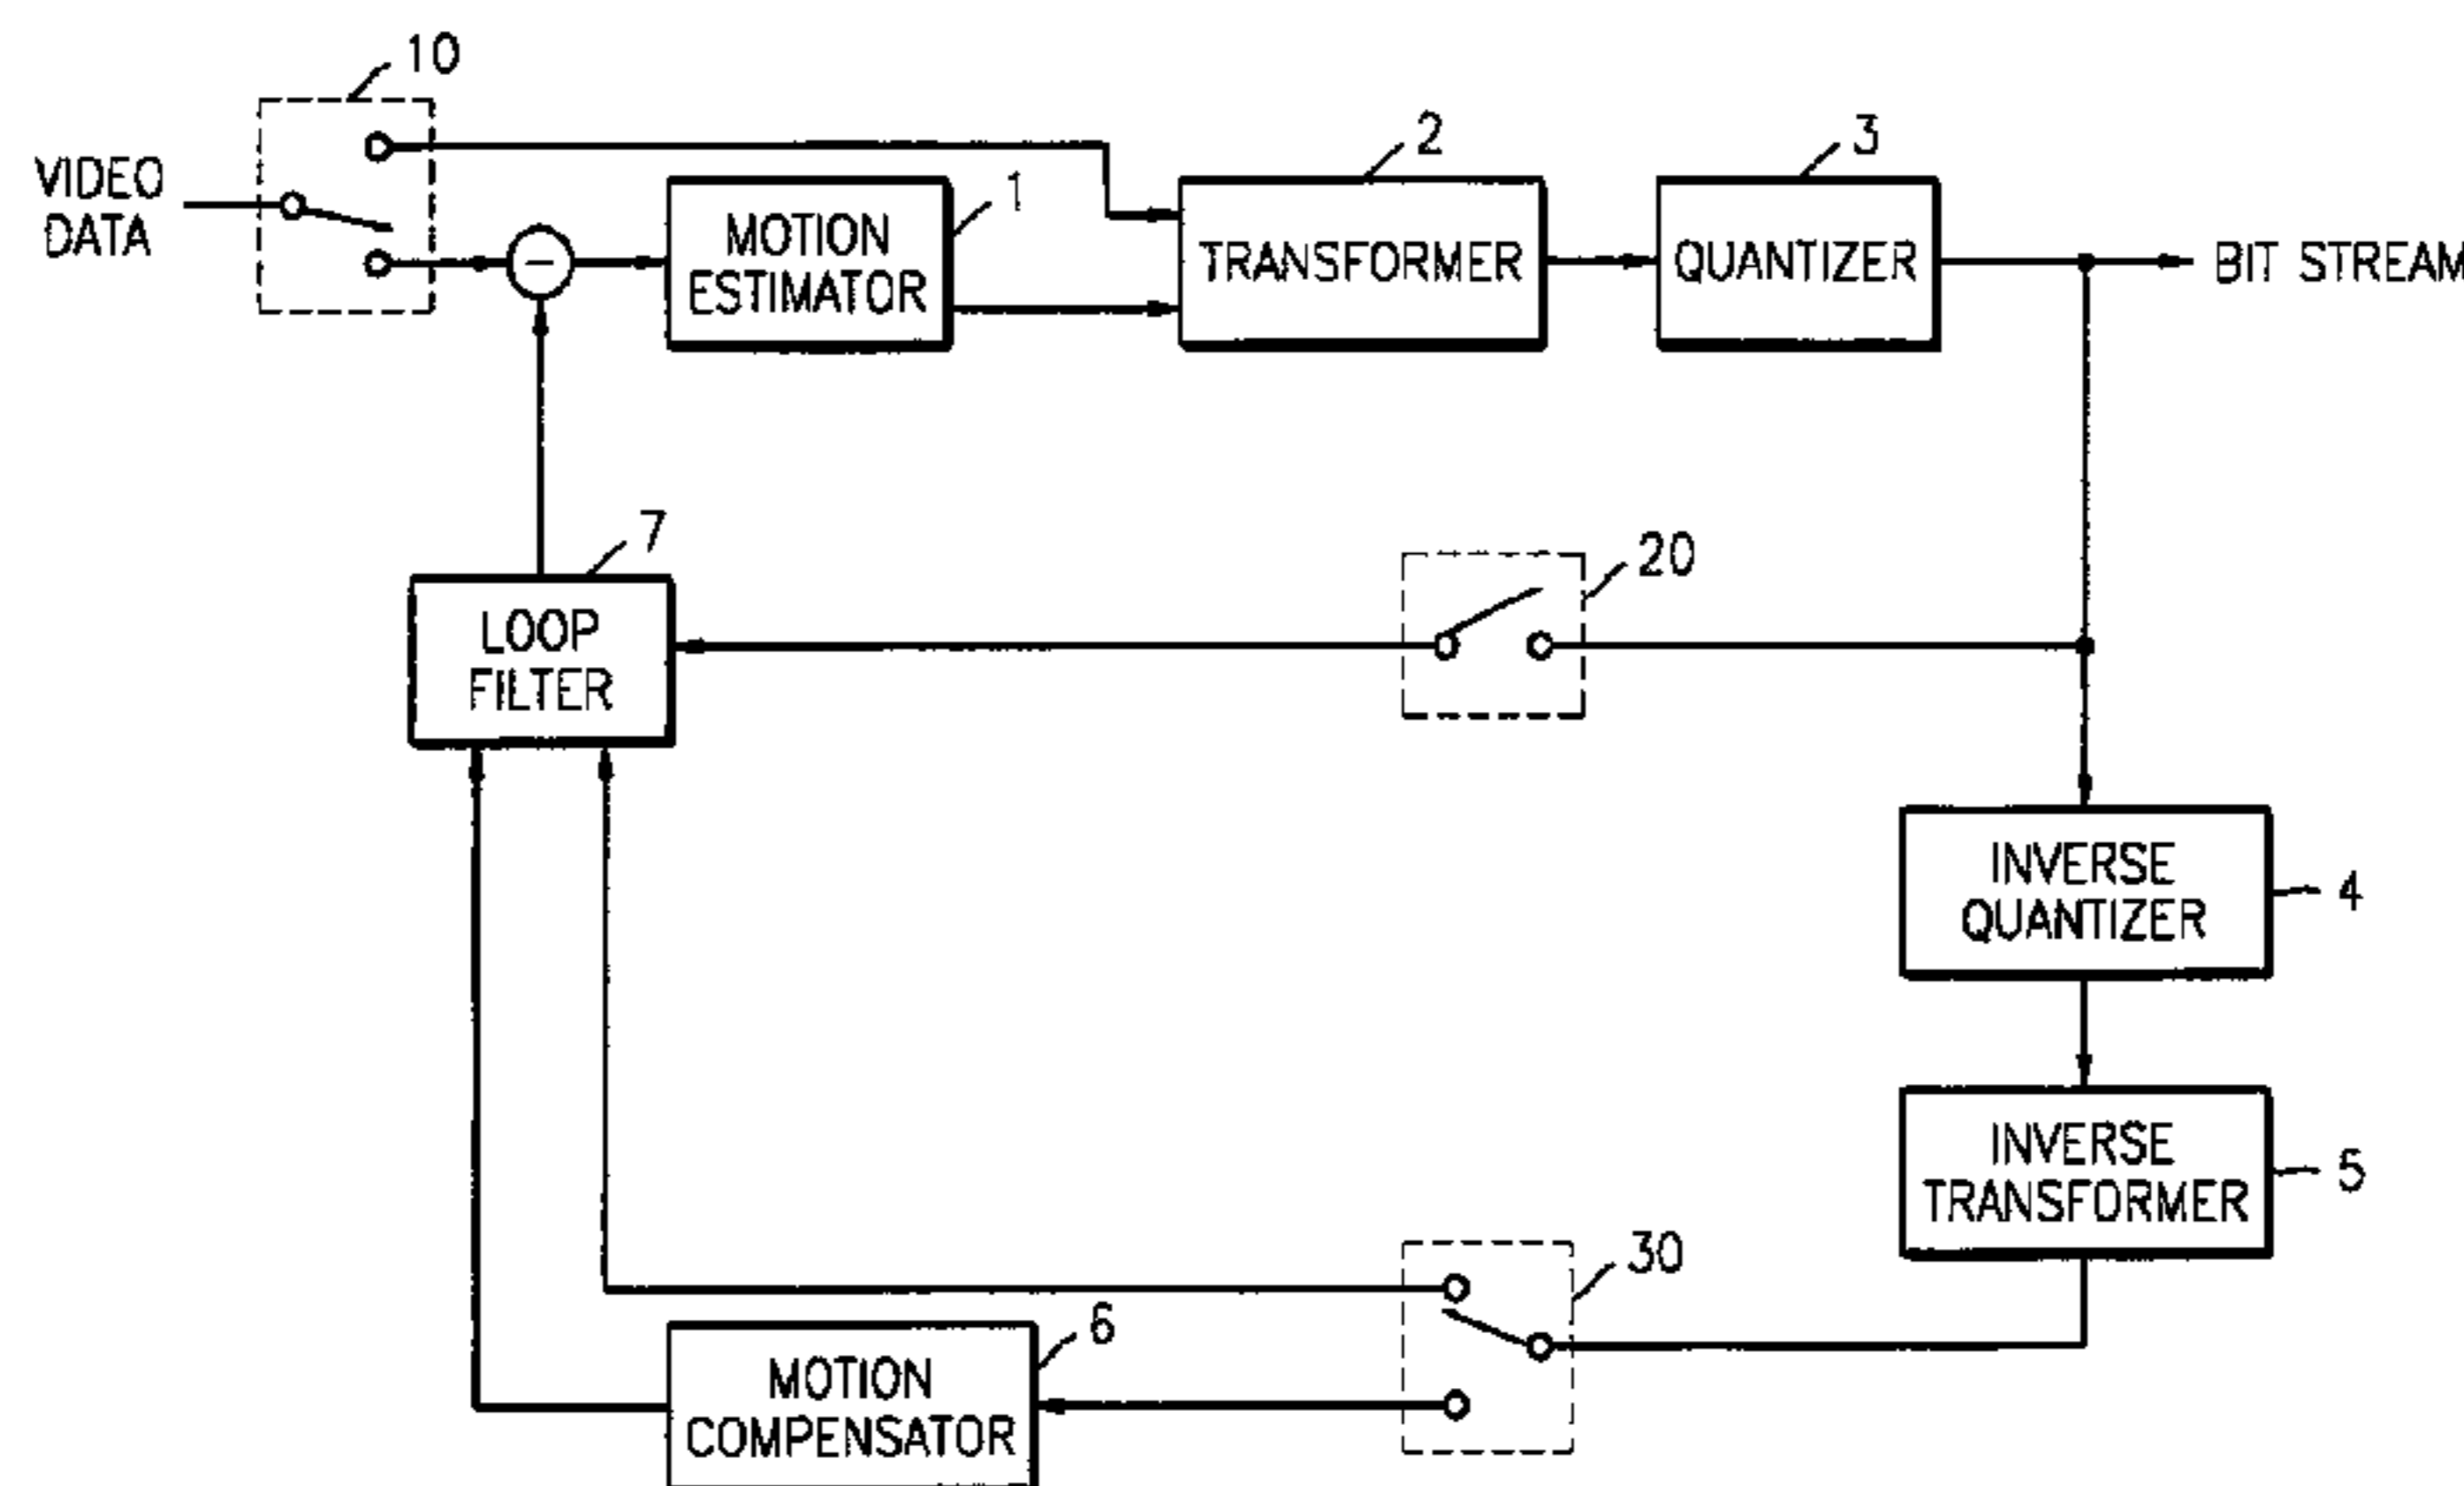 10
VIDEO
DATA
1
MOTION
ESTIMATOR
2
TRANSFORMER
3
QUANTIZER
BIT STREAM
7
LOOP
FILTER
20
INVERSE
QUANTIZER
4
INVERSE
TRANSFORMER
5
30
6
MOTION
COMPENSATOR